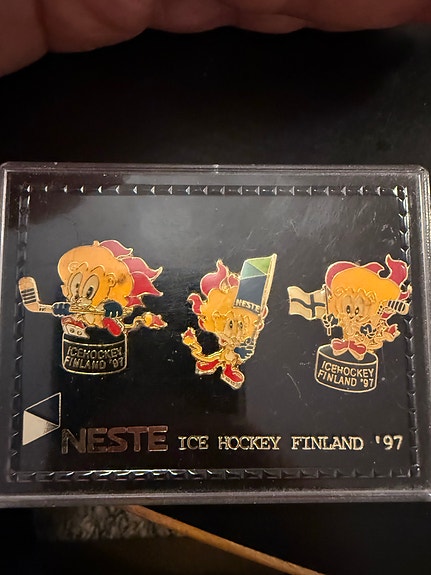 NESTE
ICEHOCKEY
FINLAND '97
ICEHOCKEY
FINLAND '97
NESTE ICE HOCKEY FINLAND '97